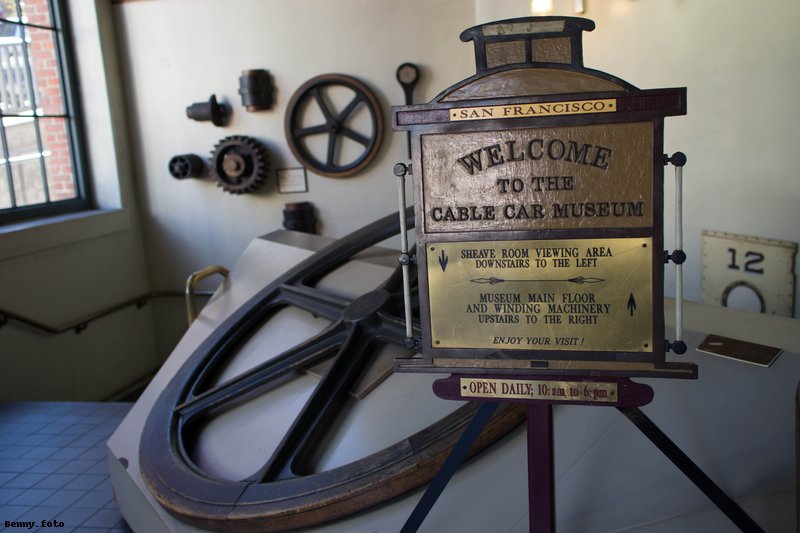 SAN FRANCISCO
WELCOME
TO THE
CABLE CAR MUSEUM
SHEAVE ROOM VIEWING AREA
DOWNSTAIRS TO THE LEFT
MUSEUM MAIN FLOOR
AND WINDING MACHINERY
UPSTAIRS TO THE RIGHT
ENJOY YOUR VISIT !
OPEN DAILY, 10:am to 6:pm
12
Benny.foto